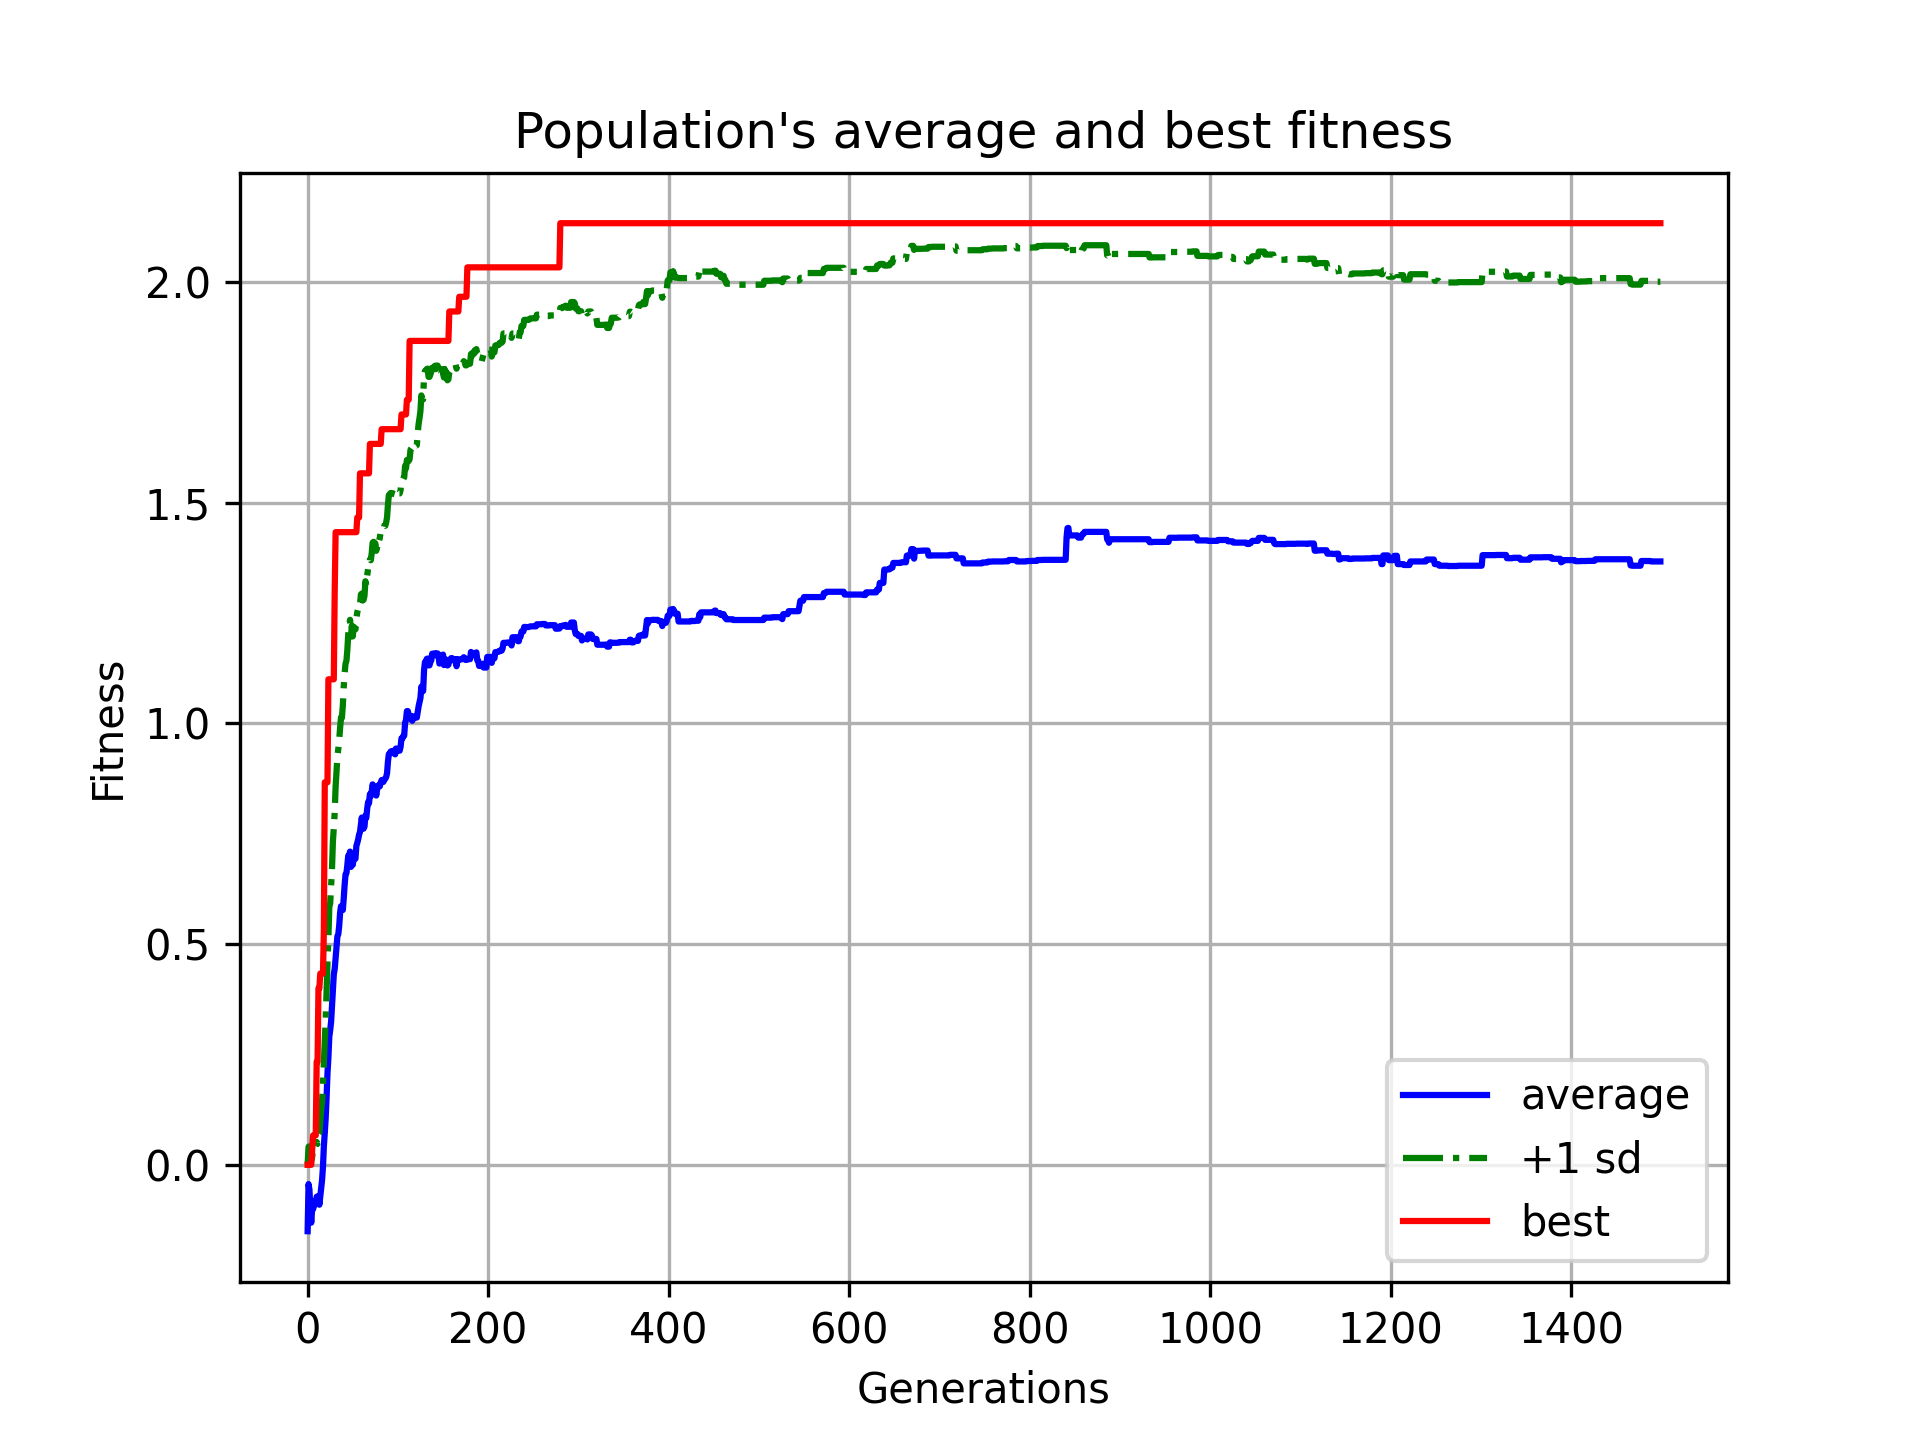 Population's average and best fitness
Fitness
2.0
1.5
1.0
0.5
0.0
0 200 400 600 800 1000 1200 1400
Generations
average
+1 sd
best